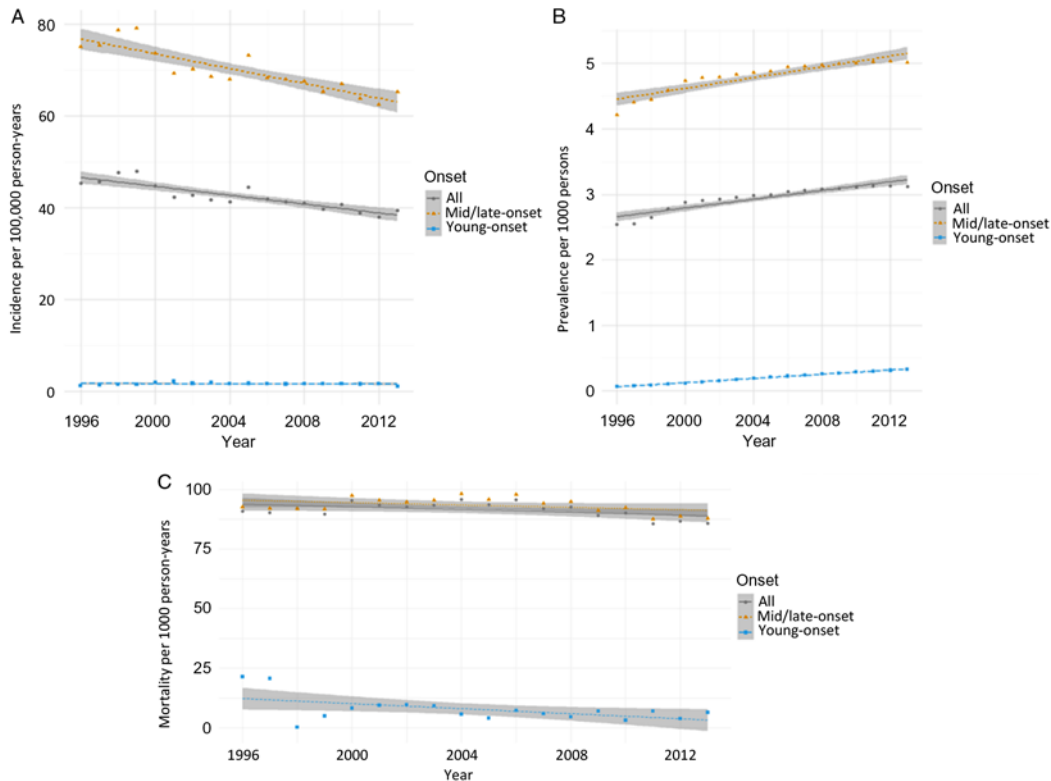 A
80
60
40
20
0
Incidence per 100,000 person-years
1996
2000
2004
2008
2012
Year
Onset
All
Mid/late-onset
Young-onset
B
5
4
3
2
1
0
Prevalence per 1000 persons
1996
2000
2004
2008
2012
Year
Onset
All
Mid/late-onset
Young-onset
C
100
75
50
25
0
Mortality per 1000 person-years
1996
2000
2004
2008
2012
Year
Onset
All
Mid/late-onset
Young-onset